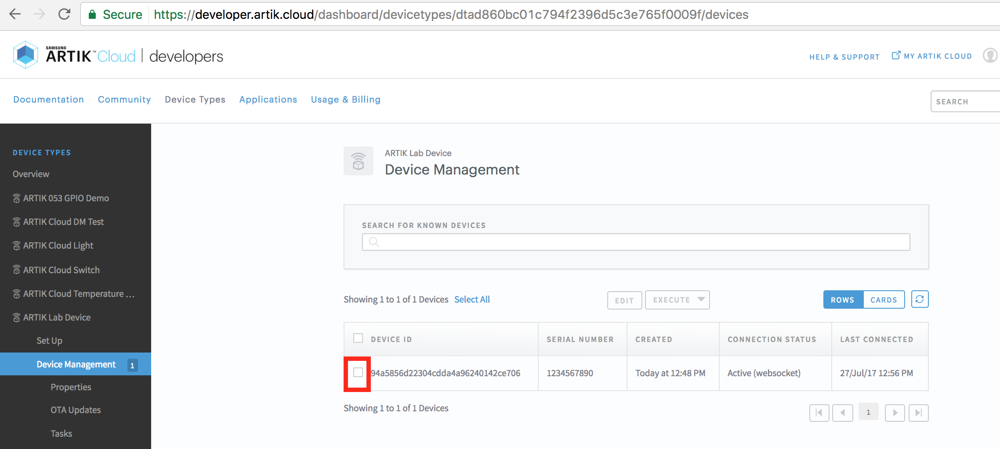 Secure https://developer.artik.cloud/dashboard/devicetypes/dtad860bc01c794f2396d5c3e765f0009f/devices
SAMSUNG
ARTIK™ Cloud | developers
HELP & SUPPORT
MY ARTIK CLOUD
Documentation
Community
Device Types
Applications
Usage & Billing
SEARCH
DEVICE TYPES
Overview
ARTIK 053 GPIO Demo
ARTIK Cloud DM Test
ARTIK Cloud Light
ARTIK Cloud Switch
ARTIK Cloud Temperature ...
ARTIK Lab Device
Set Up
Device Management 1
Properties
OTA Updates
Tasks
ARTIK Lab Device
Device Management
SEARCH FOR KNOWN DEVICES
Showing 1 to 1 of 1 Devices Select All
EDIT
EXECUTE
ROWS
CARDS
DEVICE ID
SERIAL NUMBER
CREATED
CONNECTION STATUS
LAST CONNECTED
94a5856d22304cdda4a96240142ce706
1234567890
Today at 12:48 PM
Active (websocket)
27/Jul/17 12:56 PM
Showing 1 to 1 of 1 Devices
1